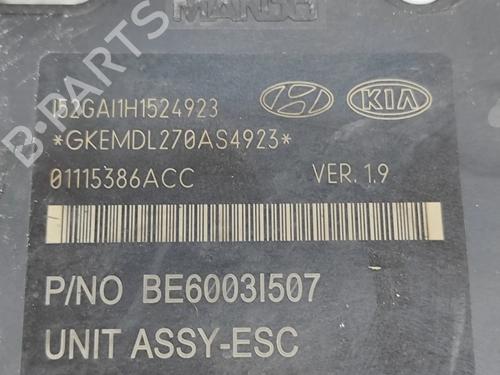 MANDO
I52GAI1H1524923
KIA
*GKEMDL270AS4923*
01115386ACC VER. 1.9
P/NO BE6003I507
UNIT ASSY-ESC
B-PARTS